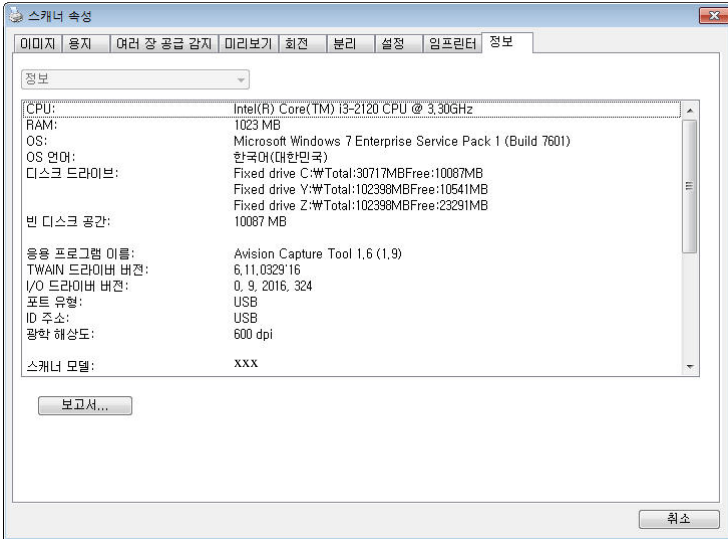 스캐너 속성
이미지 용지 여러 장 공급 감지 미리보기 회전 분리 설정 임프린터 정보
정보
CPU: Intel(R) Core(TM) i3-2120 CPU @ 3.30GHz
RAM: 1023 MB
OS: Microsoft Windows 7 Enterprise Service Pack 1 (Build 7601)
OS 언어: 한국어(대한민국)
디스크 드라이브: Fixed drive C:₩Total:30717MBFree:10087MB
Fixed drive Y:₩Total:102398MBFree:10541MB
Fixed drive Z:₩Total:102398MBFree:23291MB
빈 디스크 공간: 10087 MB
응용 프로그램 이름: Avision Capture Tool 1.6 (1.9)
TWAIN 드라이버 버전: 6.11.0329'16
I/O 드라이버 버전: 0, 9, 2016, 324
포트 유형: USB
ID 주소: USB
광학 해상도: 600 dpi
스캐너 모델: xxx
보고서...
취소